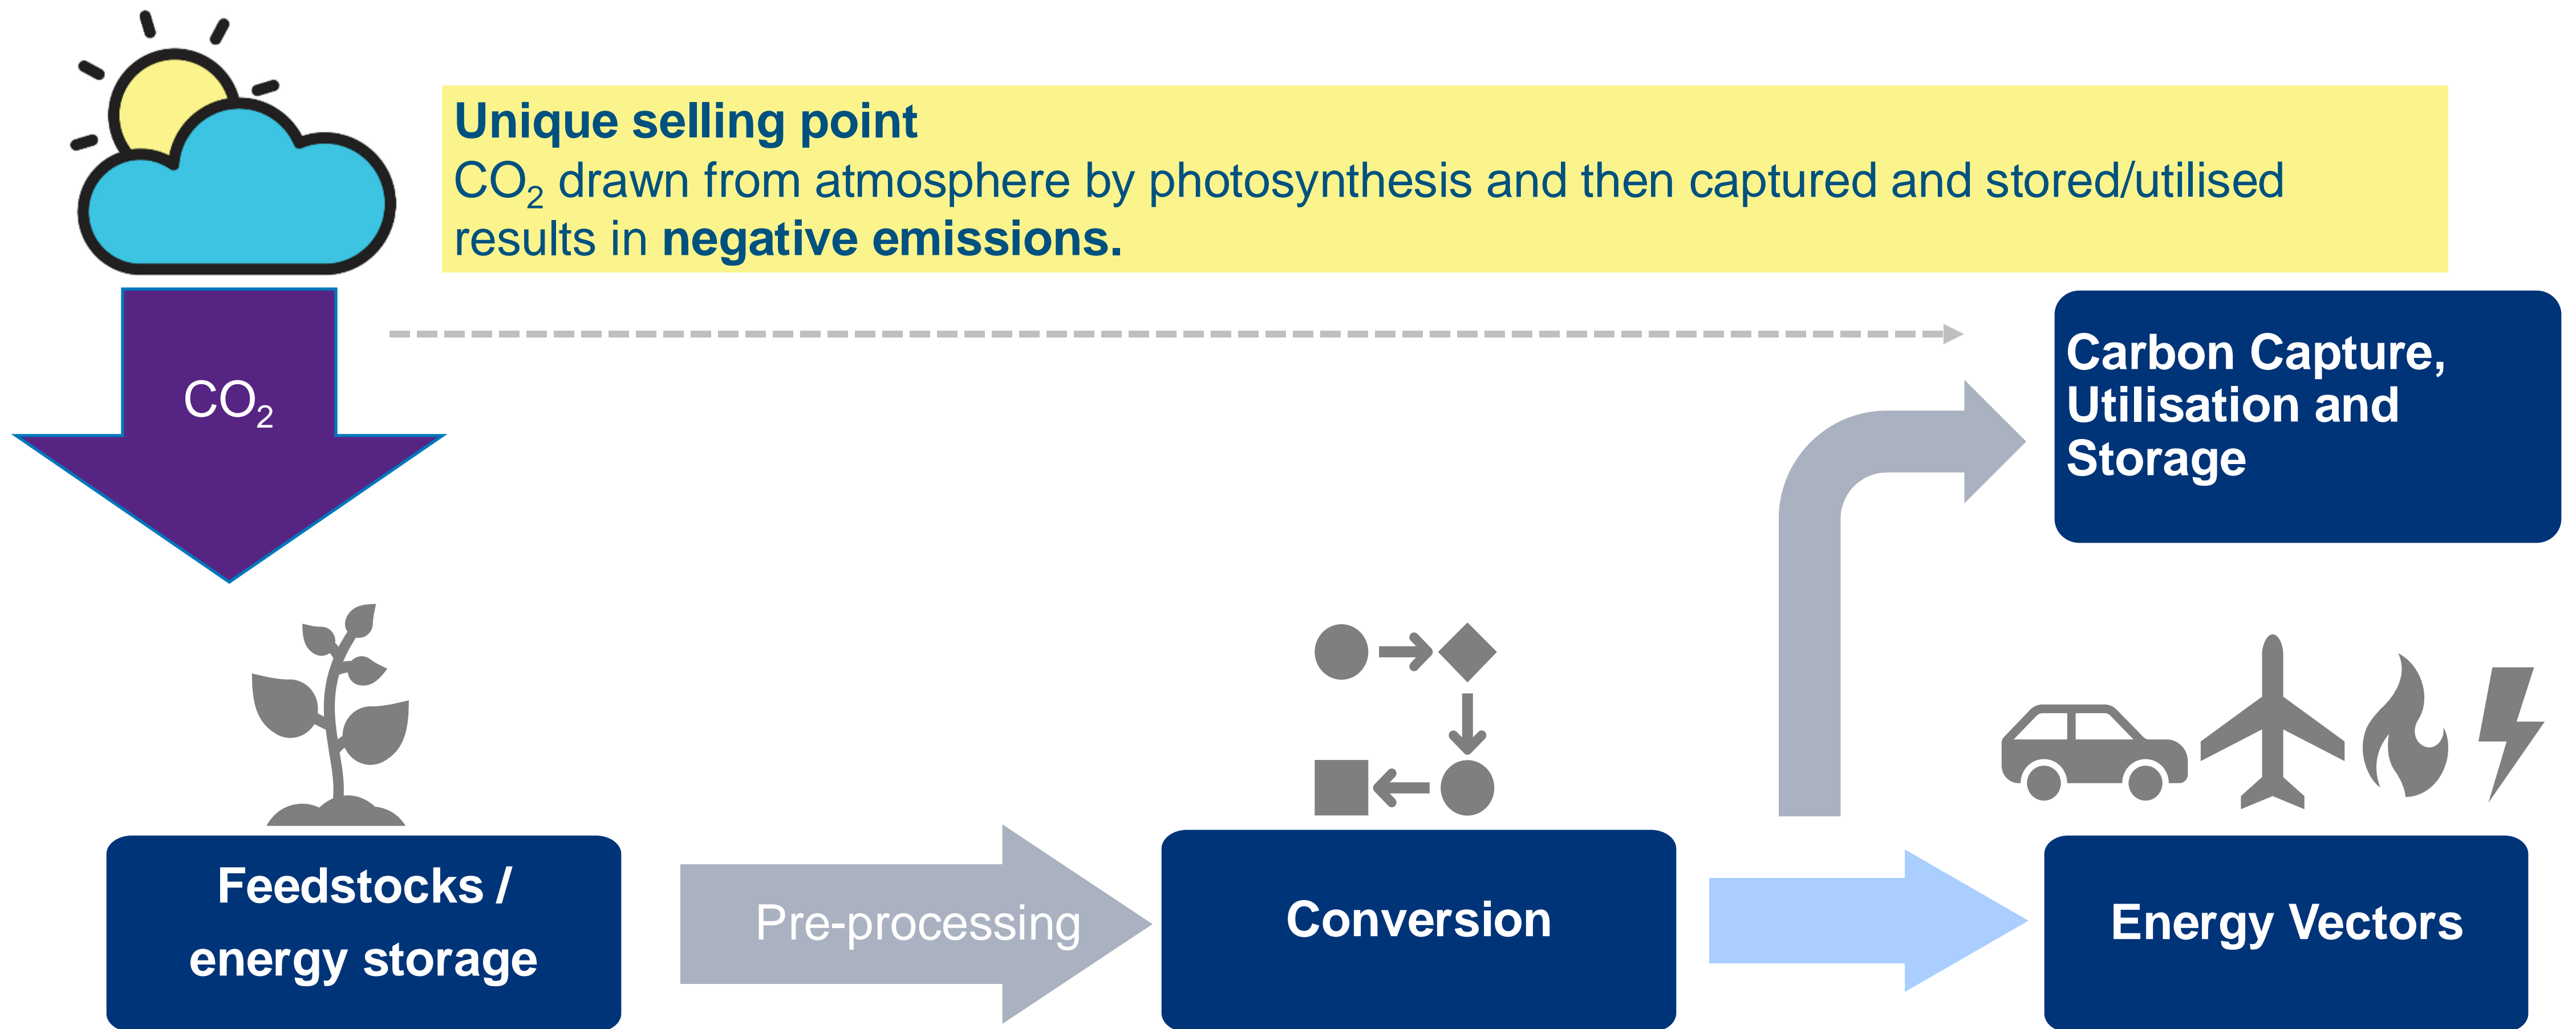 Unique selling point
CO₂ drawn from atmosphere by photosynthesis and then captured and stored/utilised
results in negative emissions.
CO₂
Carbon Capture,
Utilisation and
Storage
Feedstocks /
energy storage
Pre-processing
Conversion
Energy Vectors